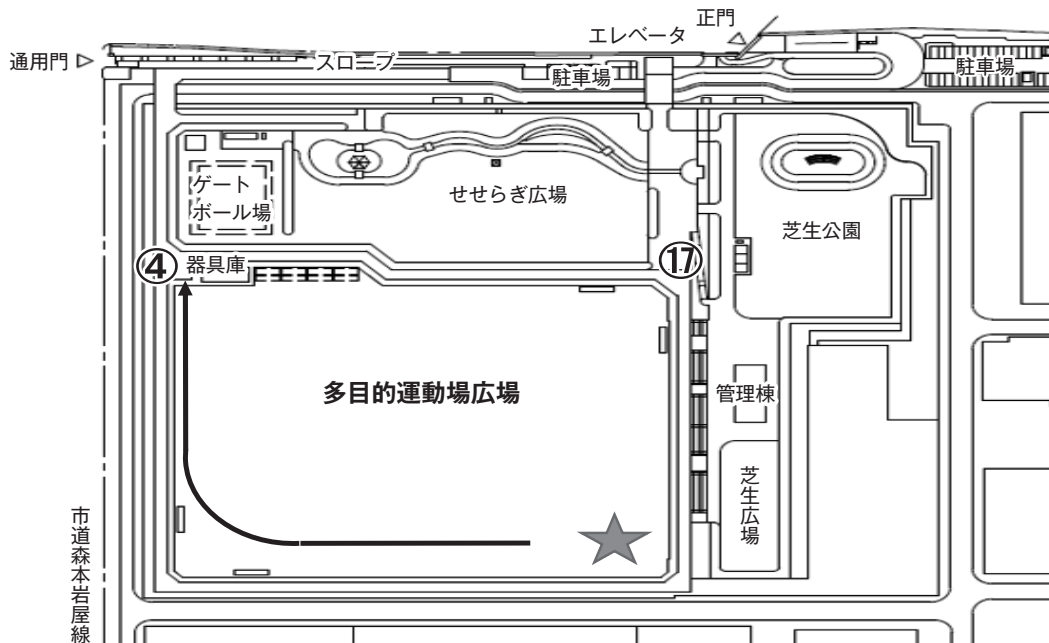 正門
エレベータ
通用門
スロープ
駐車場
駐車場
ゲート
ボール場
せせらぎ広場
芝生公園
④
器具庫
⑰
多目的運動場広場
管理棟
芝生広場
市道森本岩屋線